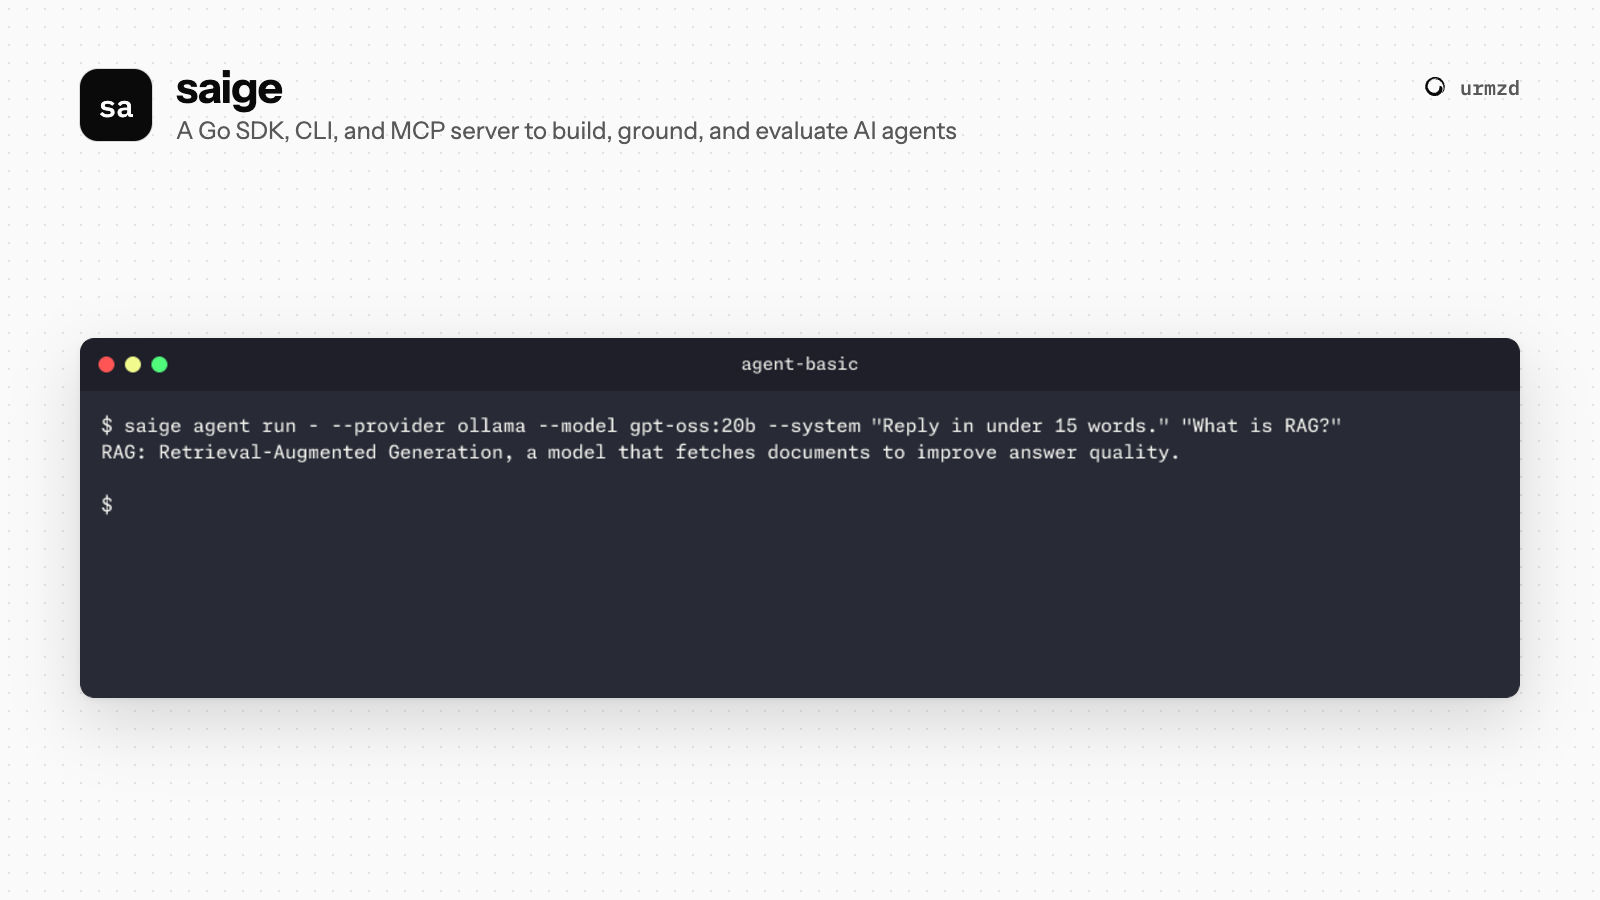 sa
saige
A Go SDK, CLI, and MCP server to build, ground, and evaluate AI agents
urmzd
agent-basic
$ saige agent run - --provider ollama --model gpt-oss:20b --system "Reply in under 15 words." "What is RAG?"
RAG: Retrieval-Augmented Generation, a model that fetches documents to improve answer quality.
$